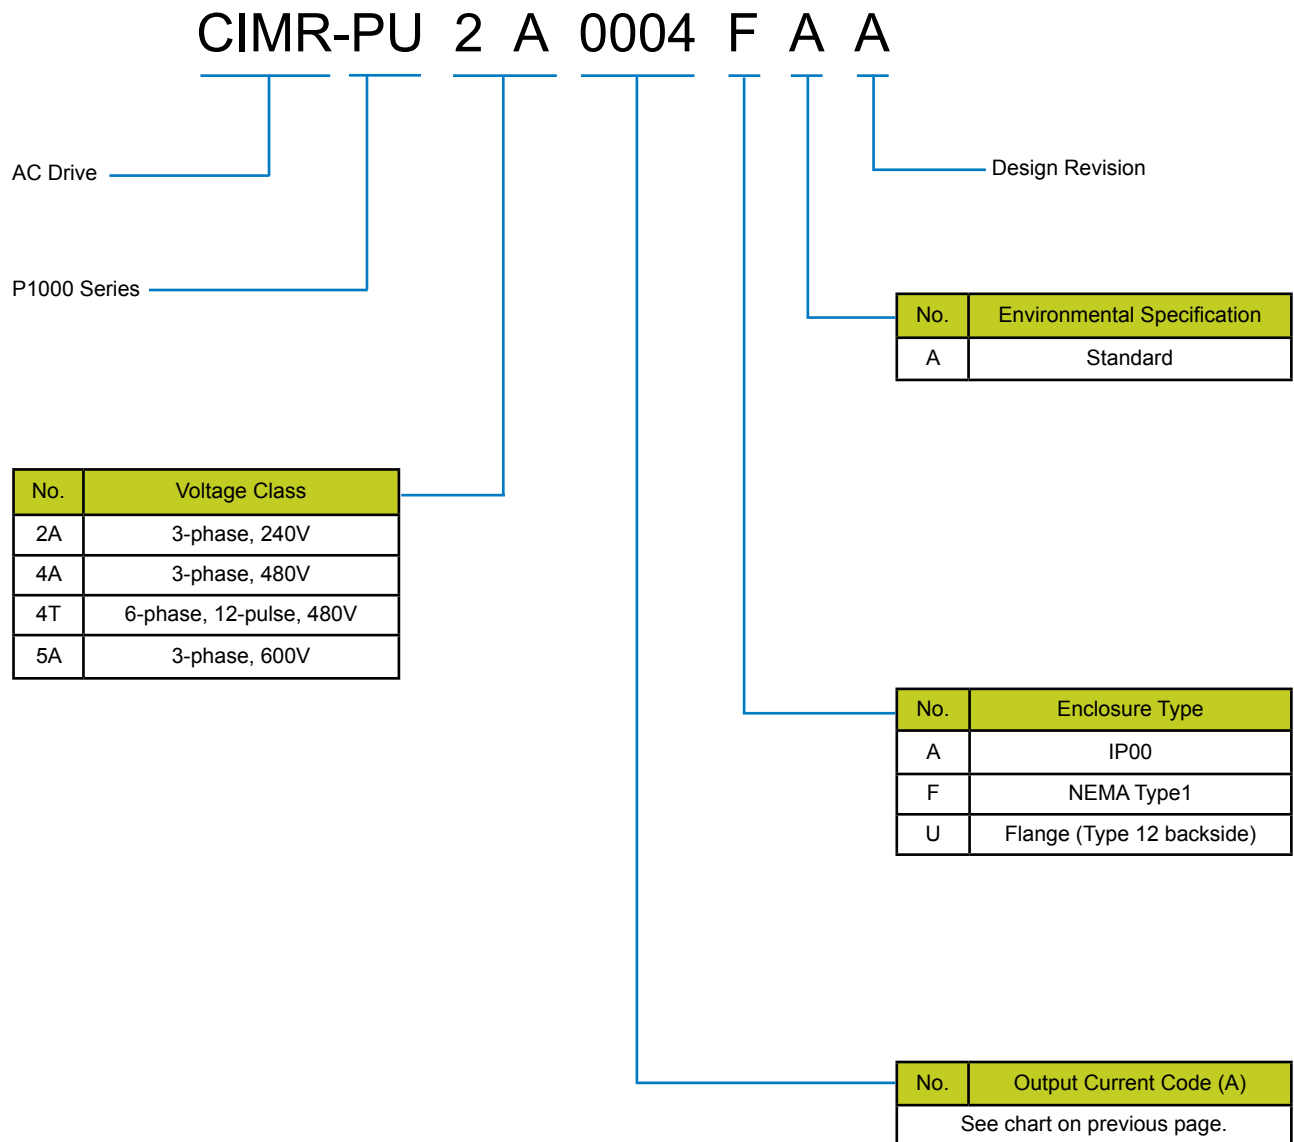 CIMR-PU 2 A 0004 F A A
AC Drive
Design Revision
P1000 Series
No. Environmental Specification
A Standard
No. Voltage Class
2A 3-phase, 240V
4A 3-phase, 480V
4T 6-phase, 12-pulse, 480V
5A 3-phase, 600V
No. Enclosure Type
A IP00
F NEMA Type1
U Flange (Type 12 backside)
No. Output Current Code (A)
See chart on previous page.